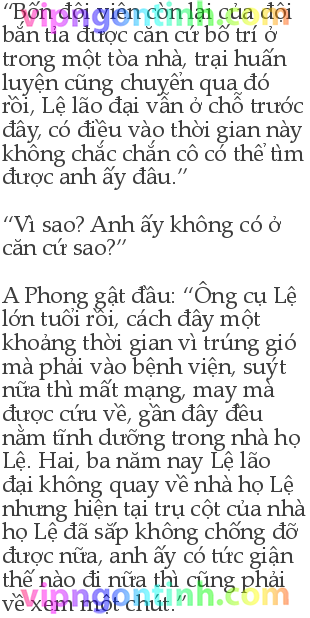 “Bốn đội viên còn lại của đội
bắn tỉa được căn cứ bố trí ở
trong một tòa nhà, trại huấn
luyện cũng chuyển qua đó
rồi, Lệ lão đại vẫn ở chỗ trước
đây, có điều vào thời gian này
không chắc chắn cô có thể tìm
được anh ấy đâu.”
“Vì sao? Anh ấy không có ở
căn cứ sao?”
A Phong gật đầu: “Ông cụ Lệ
lớn tuổi rồi, cách đây một
khoảng thời gian vì trúng gió
mà phải vào bệnh viện, suýt
nữa thì mất mạng, may mà
được cứu về, gần đây đều
nằm tĩnh dưỡng trong nhà họ
Lệ. Hai, ba năm nay Lệ lão
đại không quay về nhà họ Lệ
nhưng hiện tại trụ cột của nhà
họ Lệ đã sắp không chống đỡ
được nữa, anh ấy có tức giận
thế nào đi nữa thì cũng phải
về xem một chút.”
vipngontinh.com
vipngontinh.com